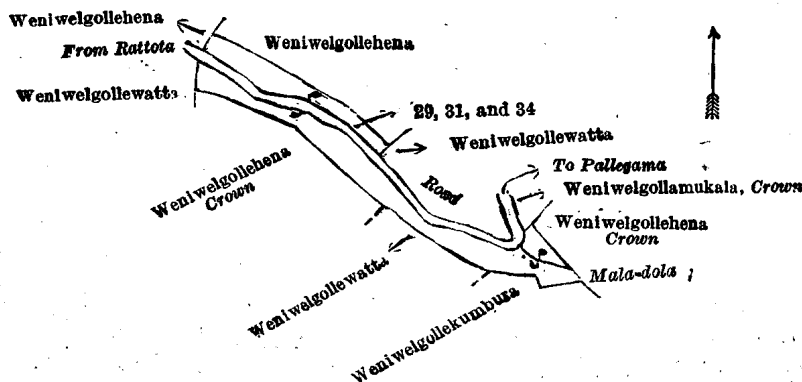 Weniwelgollehena
From Rattota
Weniwelgollehena
Weniwelgollewatta
29, 31, and 34
Weniwelgollewatta
To Pallegama
Weniwelgollamukala, Crown
Road
Weniwelgollehena
Crown
Weniwelgollehena
Crown
Mala-dola
Weniwelgollewatta
Weniwelgollekumbura